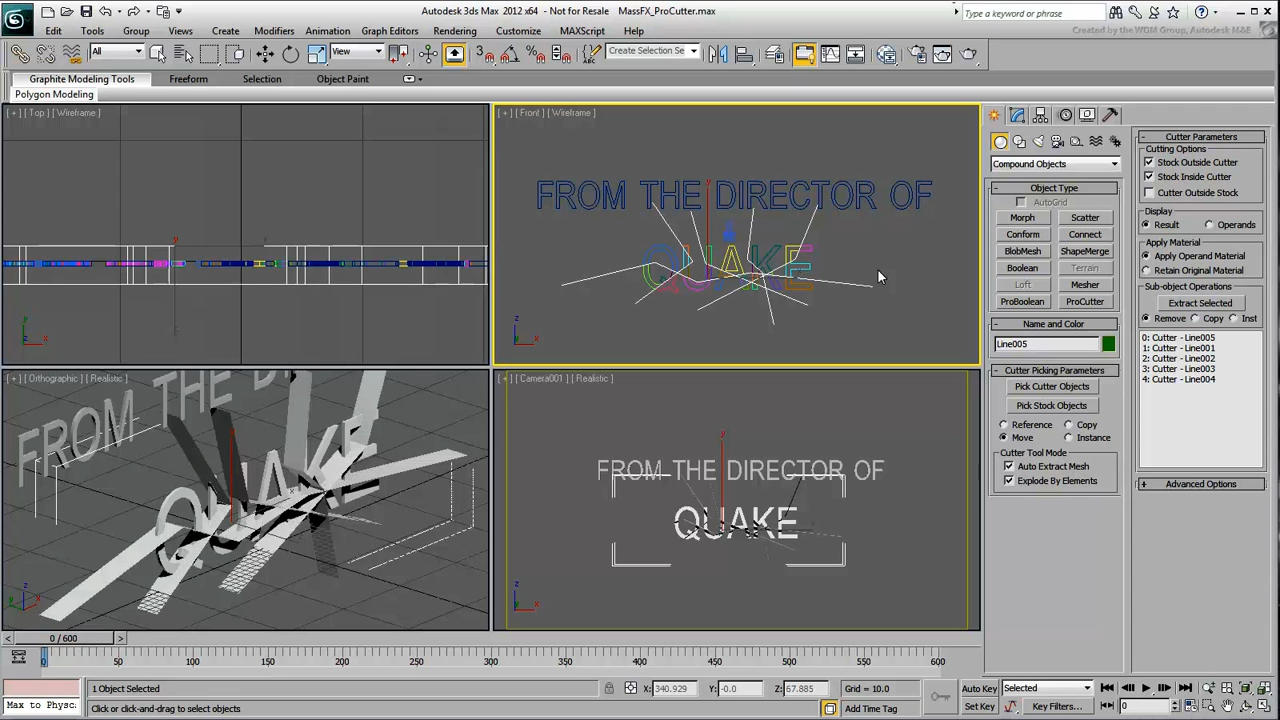 Autodesk 3ds Max 2012 x64 - Not for Resale MassFX_ProCutter.max
Type a keyword or phrase
Edit Tools Group Views Create Modifiers Animation Graph Editors Rendering Customize MAXScript Help
Created by the WGM Group, Autodesk M&E
All View Create Selection Se
Graphite Modeling Tools Freeform Selection Object Paint
Polygon Modeling
[ + ] [ Top ] [ Wireframe ]
[ + ] [ Front ] [ Wireframe ]
FROM THE DIRECTOR OF
QUAKE
[ + ] [ Orthographic ] [ Realistic ]
FROM THE DI
QUAKE
[ + ] [ Camera001 ] [ Realistic ]
FROM THE DIRECTOR OF
QUAKE
Compound Objects
Object Type
AutoGrid
Morph Scatter
Conform Connect
BlobMesh ShapeMerge
Boolean Terrain
Loft Mesher
ProBoolean ProCutter
Name and Color
Line005
Cutter Picking Parameters
Pick Cutter Objects
Pick Stock Objects
Reference Copy
Move Instance
Cutter Tool Mode
Auto Extract Mesh
Explode By Elements
Cutter Parameters
Cutting Options
Stock Outside Cutter
Stock Inside Cutter
Cutter Outside Stock
Display
Result Operands
Apply Material
Apply Operand Material
Retain Original Material
Sub-object Operations
Extract Selected
Remove Copy Inst
0: Cutter - Line005
1: Cutter - Line001
2: Cutter - Line002
3: Cutter - Line003
4: Cutter - Line004
Advanced Options
< 0 / 600 >
0 50 100 150 200 250 300 350 400 450 500 550 600
Max to Physc
1 Object Selected X: 340.929 Y: -0.0 Z: 67.885 Grid = 10.0 Auto Key Selected
Click or click-and-drag to select objects Add Time Tag Set Key Key Filters... 0